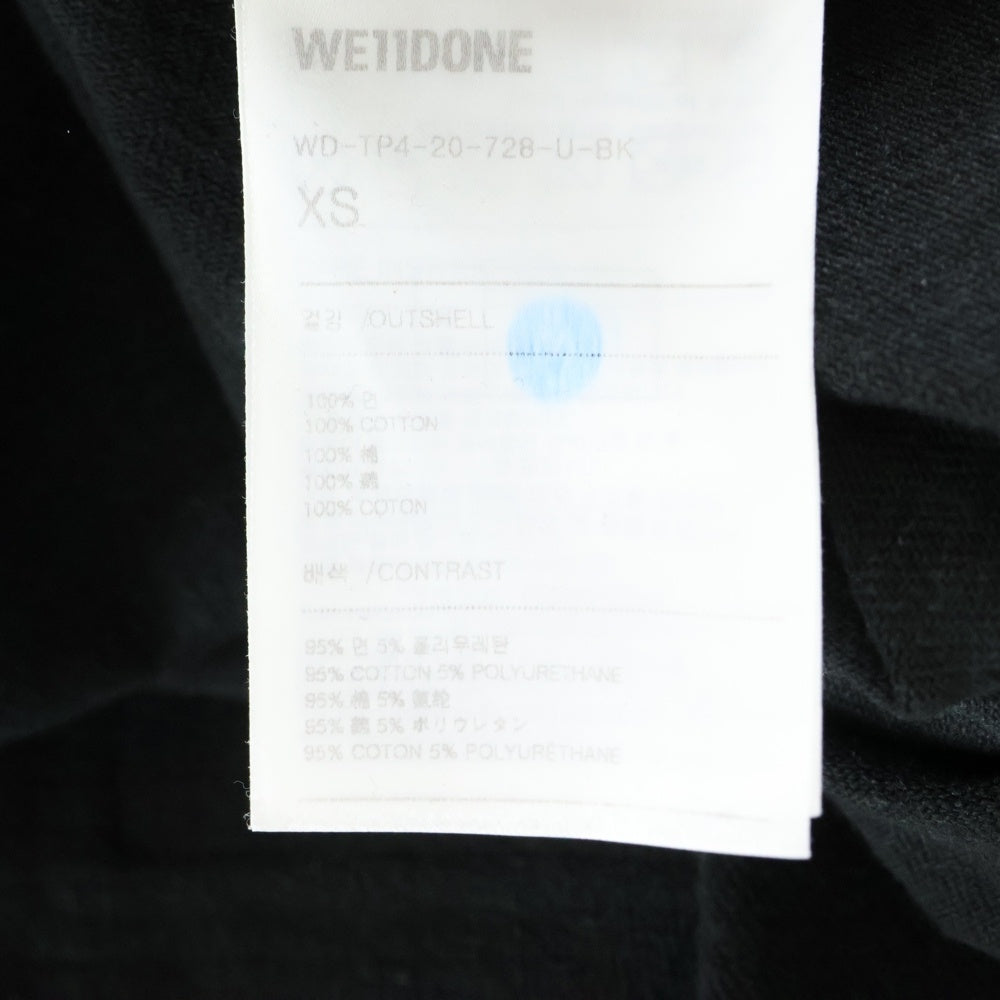 WE11DONE
WD-TP4-20-728-U-BK
XS
겉감 /OUTSHELL
100% 면
100% COTTON
100% 棉
100% 綿
100% COTON
배색 /CONTRAST
95% 면 5% 폴리우레탄
95% COTTON 5% POLYURETHANE
95% 棉 5% 氨纶
95% 綿 5% ポリウレタン
95% COTON 5% POLYURÉTHANE